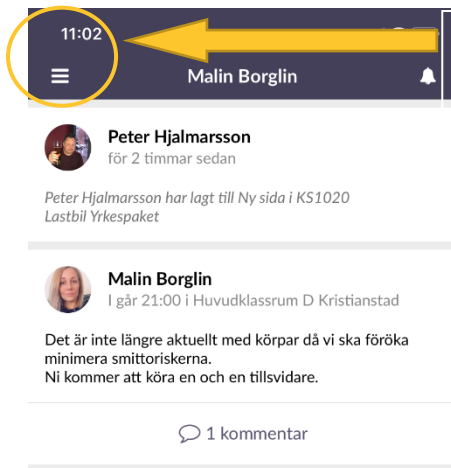 11:02
Malin Borglin
Peter Hjalmarsson
för 2 timmar sedan
Peter Hjalmarsson har lagt till Ny sida i KS1020
Lastbil Yrkespaket
Malin Borglin
I går 21:00 i Huvudklassrum D Kristianstad
Det är inte längre aktuellt med körpar då vi ska föröka
minimera smittoriskerna.
Ni kommer att köra en och en tillsvidare.
1 kommentar